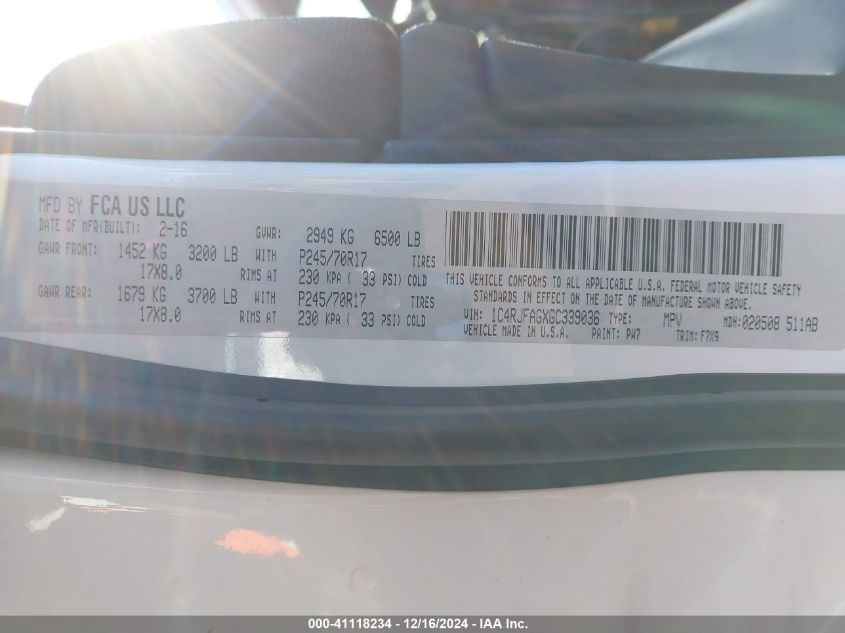 MFD BY FCA US LLC
DATE OF MFR(BUILT): 2-16 GVWR: 2949 KG 6500 LB
GAWR FRONT: 1452 KG 3200 LB WITH P245/70R17 TIRES
17X8.0 RIMS AT 230 KPA ( 33 PSI) COLD
GAWR REAR: 1679 KG 3700 LB WITH P245/70R17 TIRES
17X8.0 RIMS AT 230 KPA ( 33 PSI) COLD
THIS VEHICLE CONFORMS TO ALL APPLICABLE U.S.A. FEDERAL MOTOR VEHICLE SAFETY
STANDARDS IN EFFECT ON THE DATE OF MANUFACTURE SHOWN ABOVE.
VIN: 1C4RJFAGXGC339036 TYPE: MPV MDH:020508 511AB
VEHICLE MADE IN U.S.A. PAINT: PW7 TRIM: F7X9
000-41118234 - 12/16/2024 - IAA Inc.